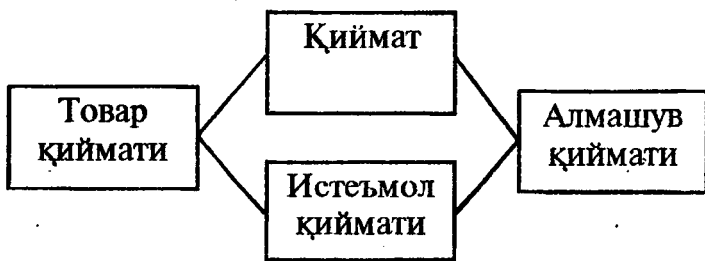 Қиймат
Товар
қиймати
Алмашув
қиймати
Истеъмол
қиймати